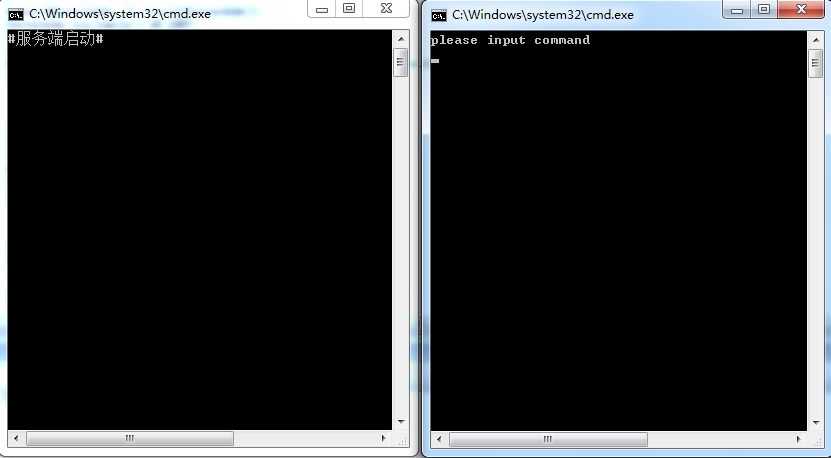 C:\Windows\system32\cmd.exe
#服务端启动#
C:\Windows\system32\cmd.exe
please input command